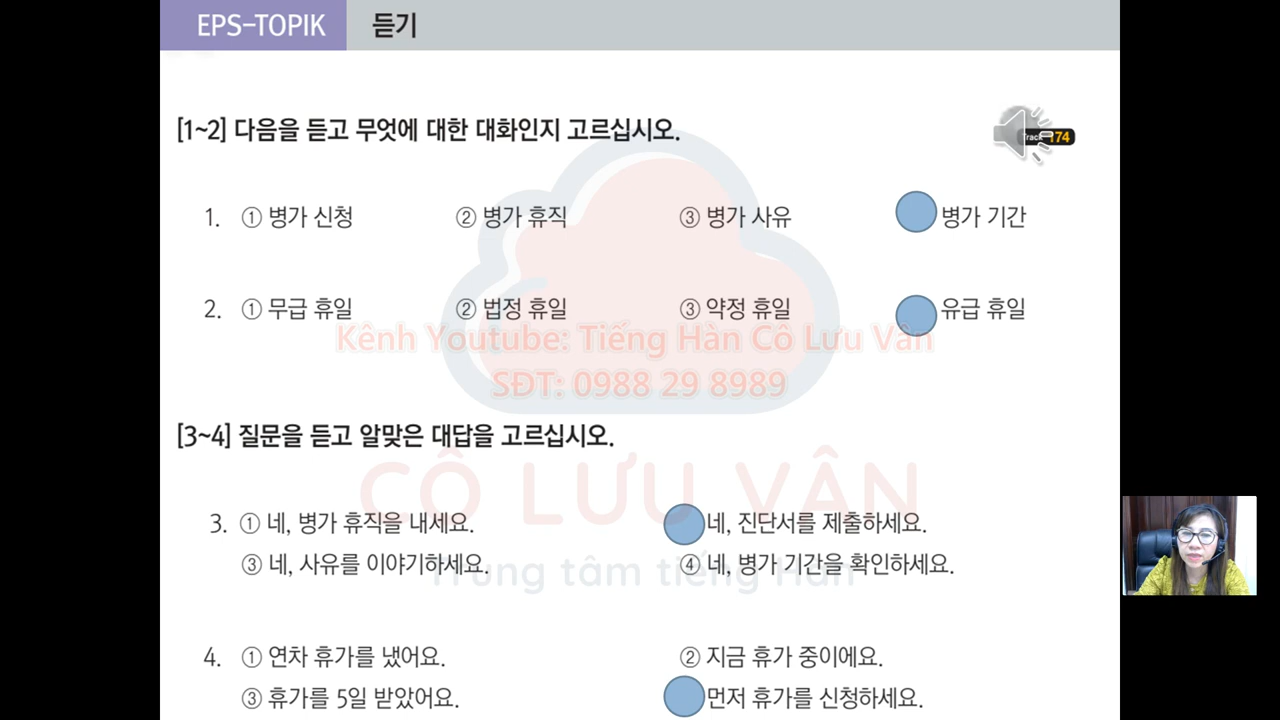 EPS-TOPIK 듣기
[1~2] 다음을 듣고 무엇에 대한 대화인지 고르십시오.
Track 174
1. ① 병가 신청 ② 병가 휴직 ③ 병가 사유 병가 기간
2. ① 무급 휴일 ② 법정 휴일 ③ 약정 휴일 유급 휴일
Kênh Youtube: Tiếng Hàn Cô Lưu Vân
SĐT: 0988 29 8989
[3~4] 질문을 듣고 알맞은 대답을 고르십시오.
CÔ LƯU VÂN
3. ① 네, 병가 휴직을 내세요. 네, 진단서를 제출하세요.
③ 네, 사유를 이야기하세요. ④ 네, 병가 기간을 확인하세요.
Trung tâm tiếng Hàn
4. ① 연차 휴가를 냈어요. ② 지금 휴가 중이에요.
③ 휴가를 5일 받았어요. 먼저 휴가를 신청하세요.